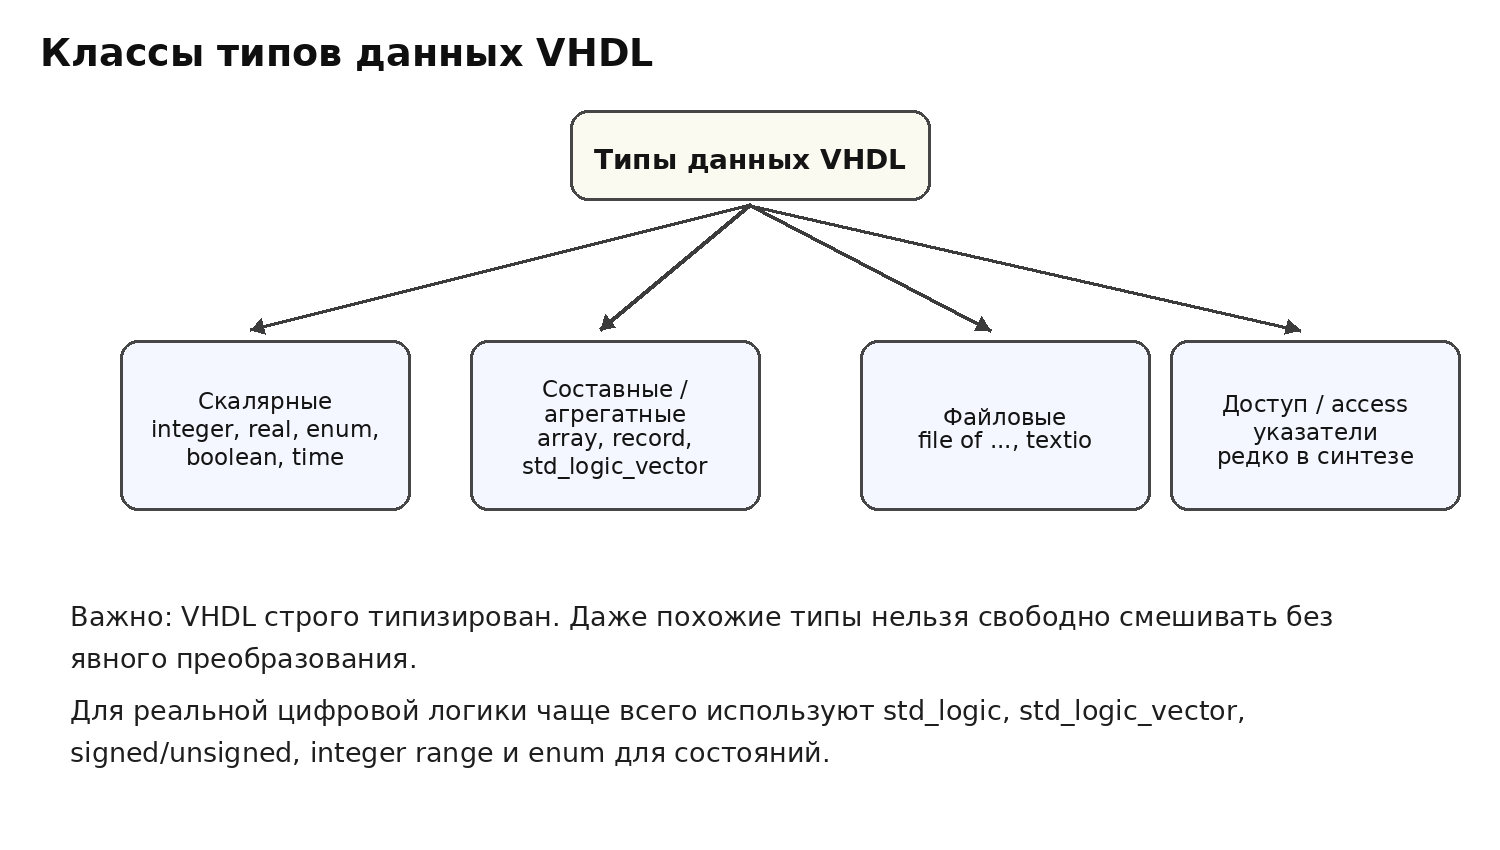 Классы типов данных VHDL
Типы данных VHDL
Скалярные
integer, real, enum,
boolean, time
Составные /
агрегатные
array, record,
std_logic_vector
Файловые
file of ..., textio
Доступ / access
указатели
редко в синтезе
Важно: VHDL строго типизирован. Даже похожие типы нельзя свободно смешивать без
явного преобразования.
Для реальной цифровой логики чаще всего используют std_logic, std_logic_vector,
signed/unsigned, integer range и enum для состояний.